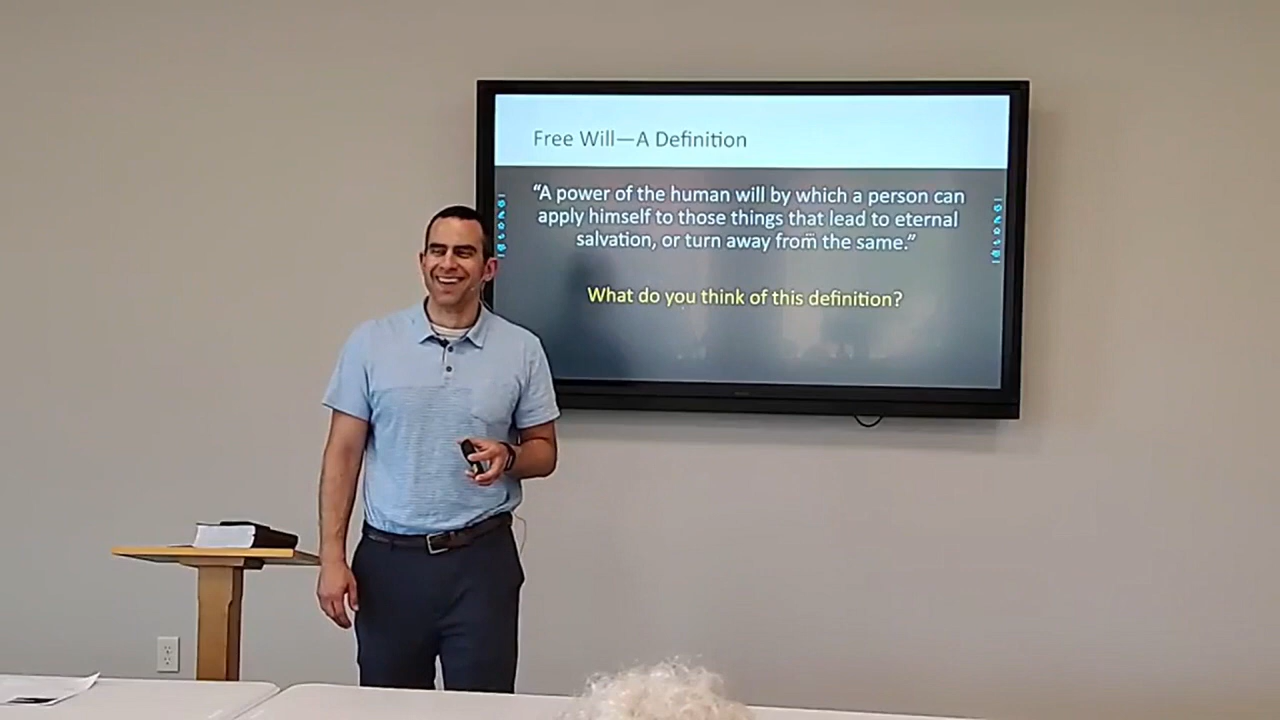 Free Will—A Definition
“A power of the human will by which a person can
apply himself to those things that lead to eternal
salvation, or turn away from the same.”
What do you think of this definition?